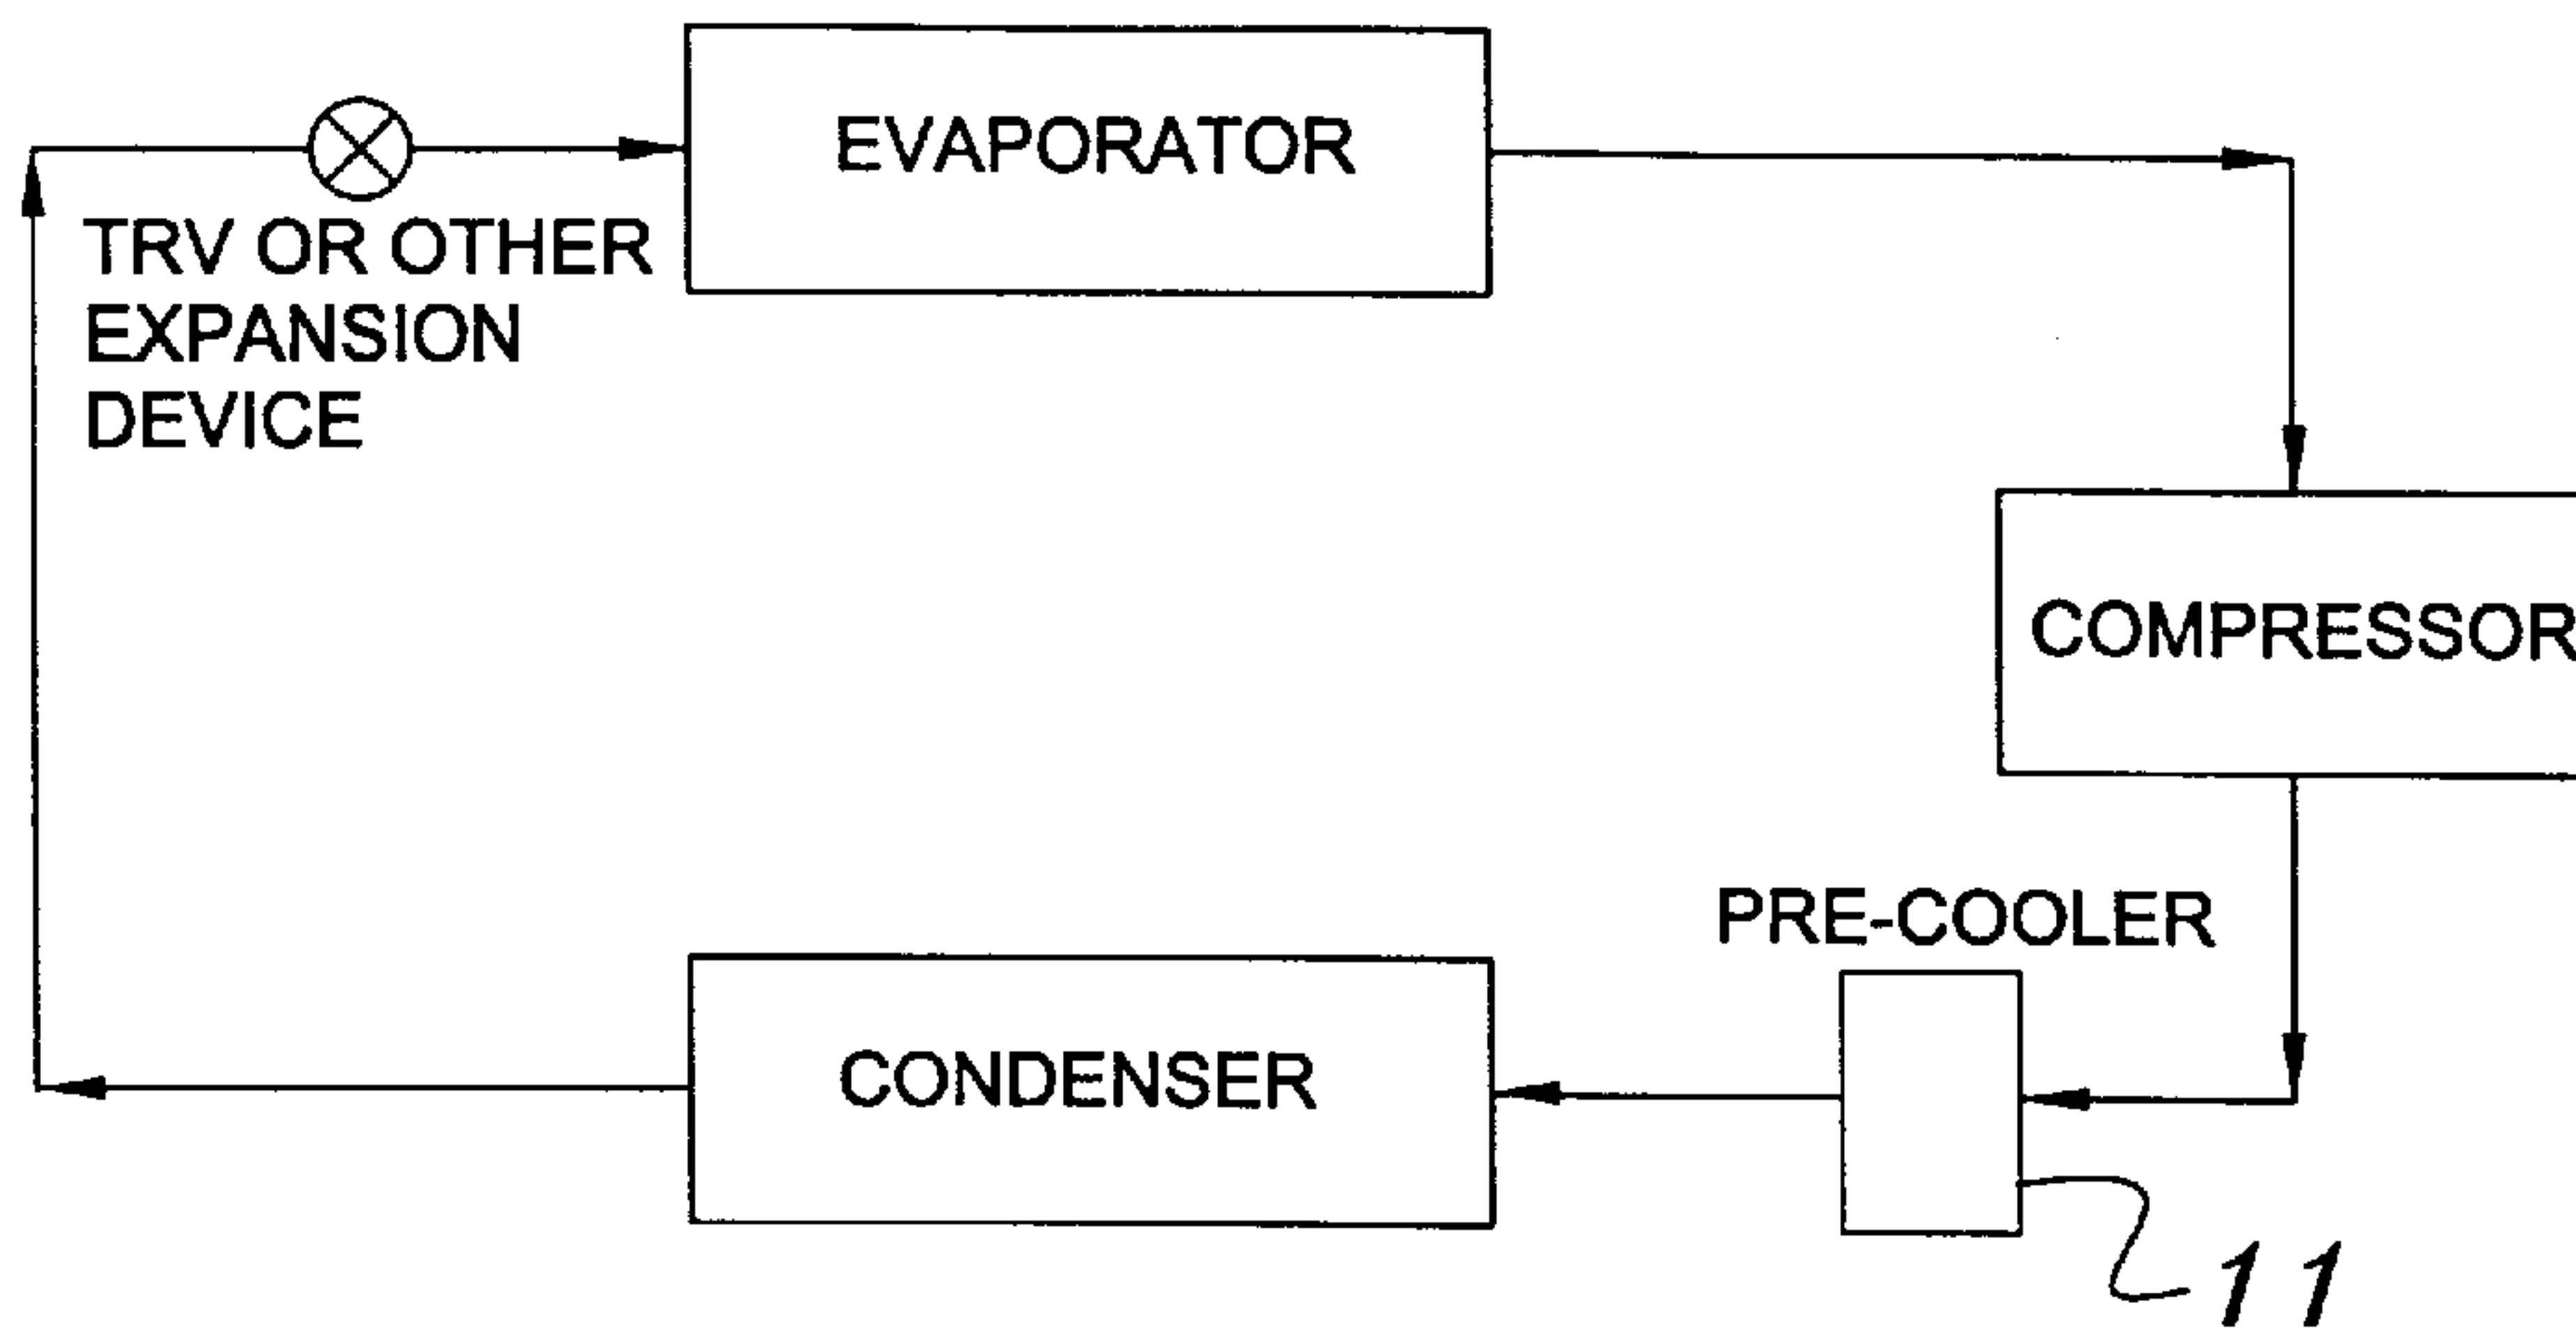 EVAPORATOR
TRV OR OTHER
EXPANSION
DEVICE
COMPRESSOR
PRE-COOLER
CONDENSER
11